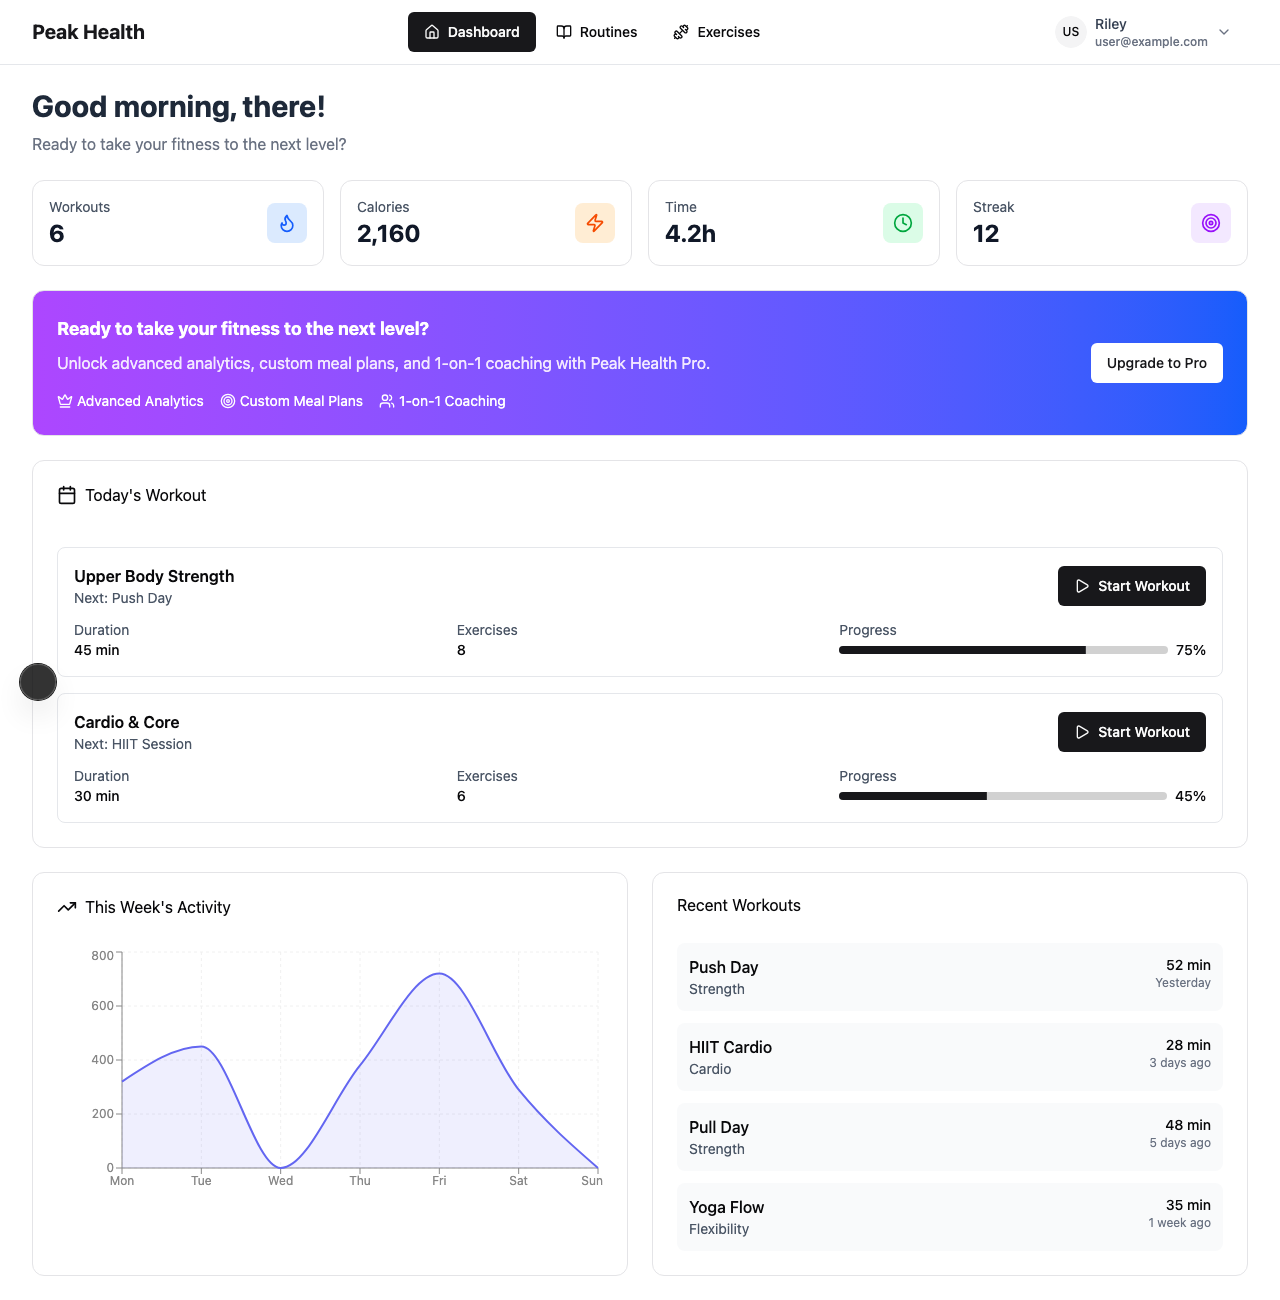 Peak Health
Dashboard
Routines
Exercises
US
Riley
user@example.com
Good morning, there!
Ready to take your fitness to the next level?
Workouts
6
Calories
2,160
Time
4.2h
Streak
12
Ready to take your fitness to the next level?
Unlock advanced analytics, custom meal plans, and 1-on-1 coaching with Peak Health Pro.
Advanced Analytics
Custom Meal Plans
1-on-1 Coaching
Upgrade to Pro
Today's Workout
Upper Body Strength
Next: Push Day
Start Workout
Duration
45 min
Exercises
8
Progress
75%
Cardio & Core
Next: HIIT Session
Start Workout
Duration
30 min
Exercises
6
Progress
45%
This Week's Activity
800
600
400
200
0
Mon
Tue
Wed
Thu
Fri
Sat
Sun
Recent Workouts
Push Day
Strength
52 min
Yesterday
HIIT Cardio
Cardio
28 min
3 days ago
Pull Day
Strength
48 min
5 days ago
Yoga Flow
Flexibility
35 min
1 week ago